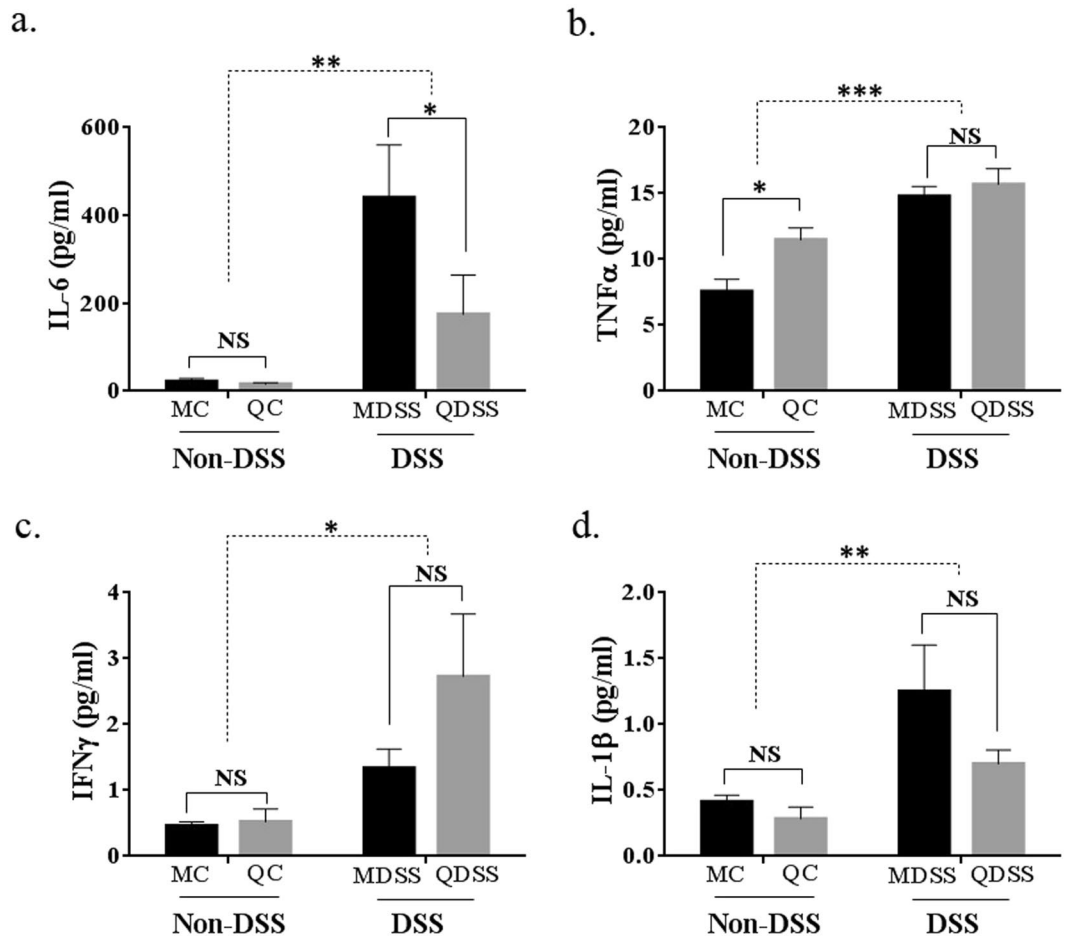 a.
**
*
600
400
200
0
IL-6 (pg/ml)
NS
MC QC MDSS QDSS
Non-DSS DSS
b.
***
NS
*
20
15
10
5
0
TNFα (pg/ml)
MC QC MDSS QDSS
Non-DSS DSS
c.
*
NS
4
3
2
1
0
IFNγ (pg/ml)
NS
MC QC MDSS QDSS
Non-DSS DSS
d.
**
NS
2.0
1.5
1.0
0.5
0.0
IL-1β (pg/ml)
NS
MC QC MDSS QDSS
Non-DSS DSS